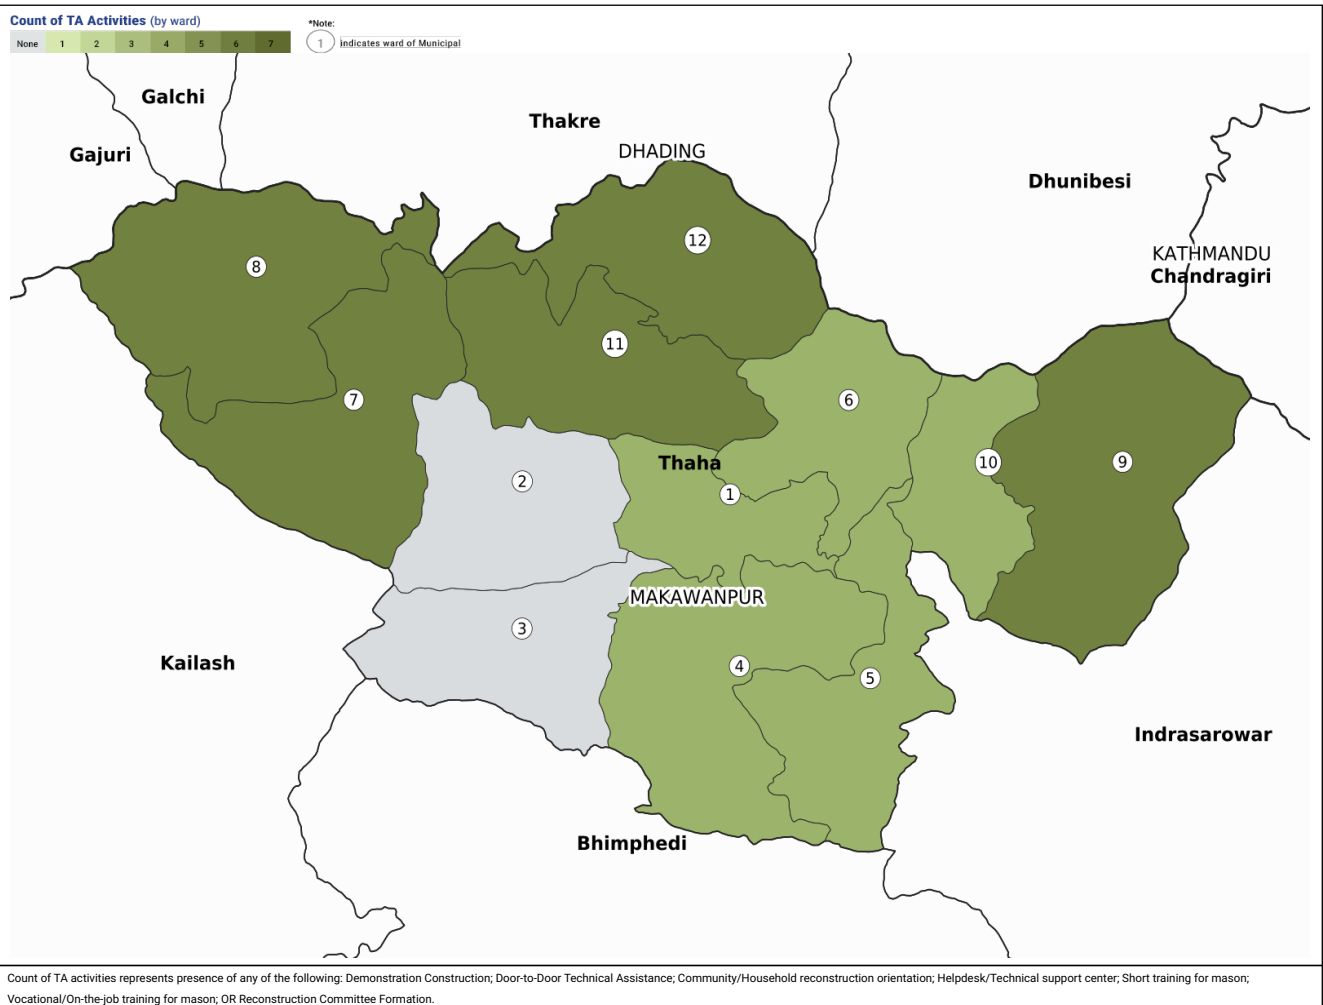 Count of TA Activities (by ward)
None 1 2 3 4 5 6 7
*Note:
1 indicates ward of Municipal
Galchi
Thakre
Gajuri
DHADING
Dhunibesi
12
KATHMANDU
8
Chandragiri
11
7
6
Thaha
10
9
2
1
MAKAWANPUR
3
Kailash
4
5
Indrasarowar
Bhimphedi
Count of TA activities represents presence of any of the following: Demonstration Construction; Door-to-Door Technical Assistance; Community/Household reconstruction orientation; Helpdesk/Technical support center; Short training for mason;
Vocational/On-the-job training for mason; OR Reconstruction Committee Formation.